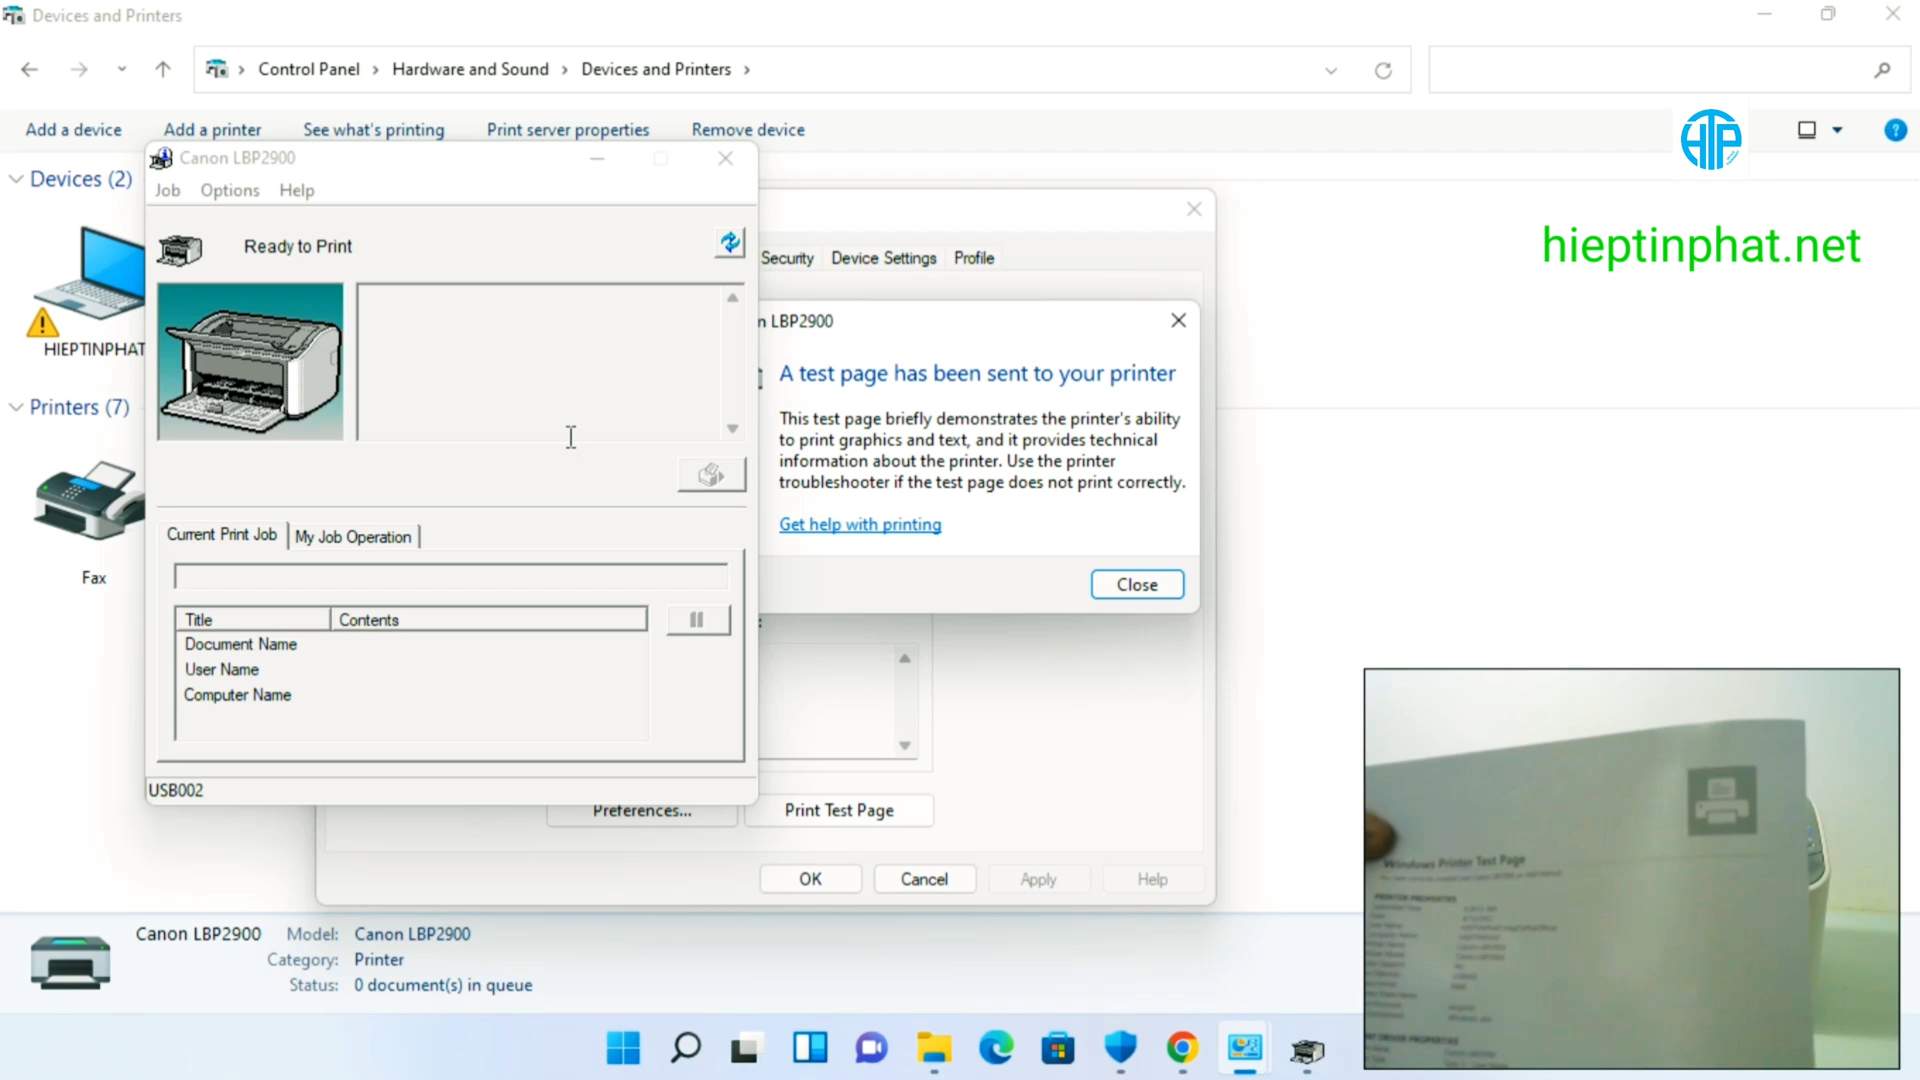 Devices and Printers
Control Panel > Hardware and Sound > Devices and Printers >
Add a device
Add a printer
See what's printing
Print server properties
Remove device
HTP
hieptinphat.net
Devices (2)
HIEPTINPHAT
Printers (7)
Fax
Canon LBP2900
Job Options Help
Ready to Print
Current Print Job
My Job Operation
Title Contents
Document Name
User Name
Computer Name
USB002
Security Device Settings Profile
n LBP2900
A test page has been sent to your printer
This test page briefly demonstrates the printer's ability
to print graphics and text, and it provides technical
information about the printer. Use the printer
troubleshooter if the test page does not print correctly.
Get help with printing
Close
Preferences...
Print Test Page
OK
Cancel
Apply
Help
Canon LBP2900
Model: Canon LBP2900
Category: Printer
Status: 0 document(s) in queue
Windows Printer Test Page
PRINTER PROPERTIES